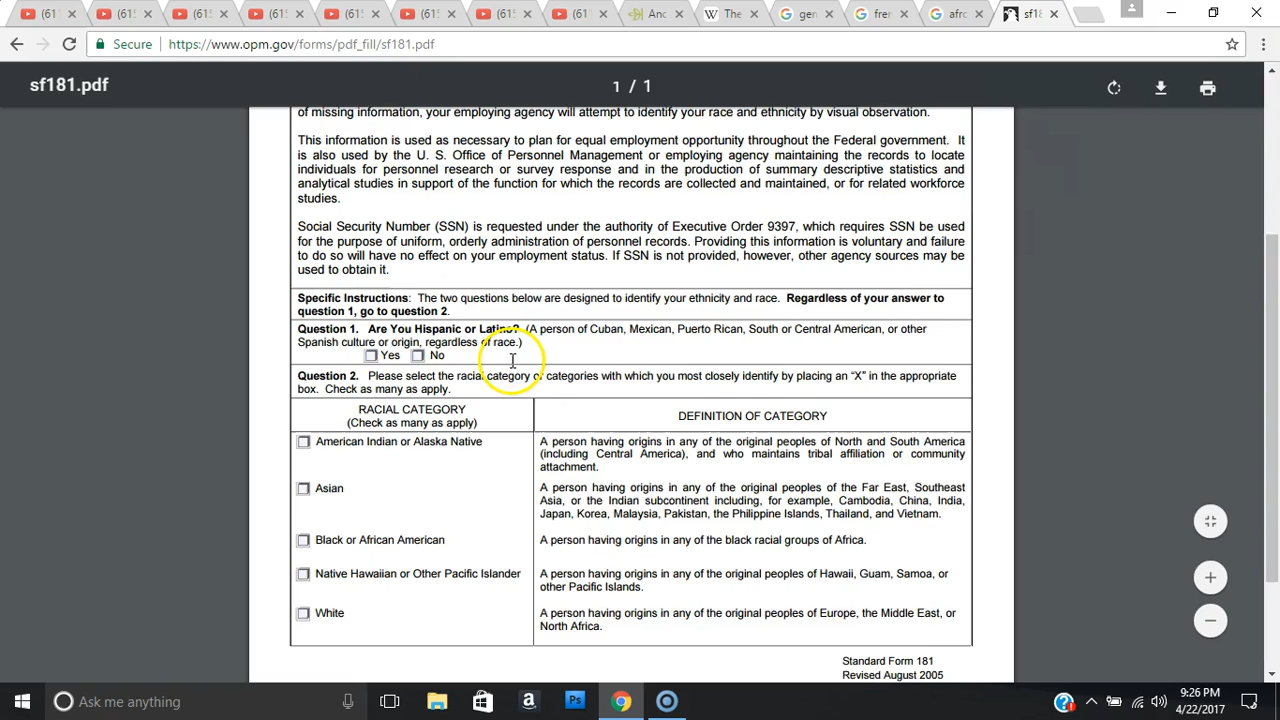 (615
(615
(615
(615
(615
(615
(615
(611
Anc
The
gen
fren
afro
sf18
Secure
https://www.opm.gov/forms/pdf_fill/sf181.pdf
sf181.pdf
1 / 1
of missing information, your employing agency will attempt to identify your race and ethnicity by visual observation.
This information is used as necessary to plan for equal employment opportunity throughout the Federal government. It
is also used by the U. S. Office of Personnel Management or employing agency maintaining the records to locate
individuals for personnel research or survey response and in the production of summary descriptive statistics and
analytical studies in support of the function for which the records are collected and maintained, or for related workforce
studies.
Social Security Number (SSN) is requested under the authority of Executive Order 9397, which requires SSN be used
for the purpose of uniform, orderly administration of personnel records. Providing this information is voluntary and failure
to do so will have no effect on your employment status. If SSN is not provided, however, other agency sources may be
used to obtain it.
Specific Instructions: The two questions below are designed to identify your ethnicity and race. Regardless of your answer to
question 1, go to question 2.
Question 1. Are You Hispanic or Latino? (A person of Cuban, Mexican, Puerto Rican, South or Central American, or other
Spanish culture or origin, regardless of race.)
Yes No
Question 2. Please select the racial category or categories with which you most closely identify by placing an “X” in the appropriate
box. Check as many as apply.
RACIAL CATEGORY
(Check as many as apply)
DEFINITION OF CATEGORY
American Indian or Alaska Native
A person having origins in any of the original peoples of North and South America
(including Central America), and who maintains tribal affiliation or community
attachment.
Asian
A person having origins in any of the original peoples of the Far East, Southeast
Asia, or the Indian subcontinent including, for example, Cambodia, China, India,
Japan, Korea, Malaysia, Pakistan, the Philippine Islands, Thailand, and Vietnam.
Black or African American
A person having origins in any of the black racial groups of Africa.
Native Hawaiian or Other Pacific Islander
A person having origins in any of the original peoples of Hawaii, Guam, Samoa, or
other Pacific Islands.
White
A person having origins in any of the original peoples of Europe, the Middle East, or
North Africa.
Standard Form 181
Revised August 2005
Ask me anything
9:26 PM
4/22/2017